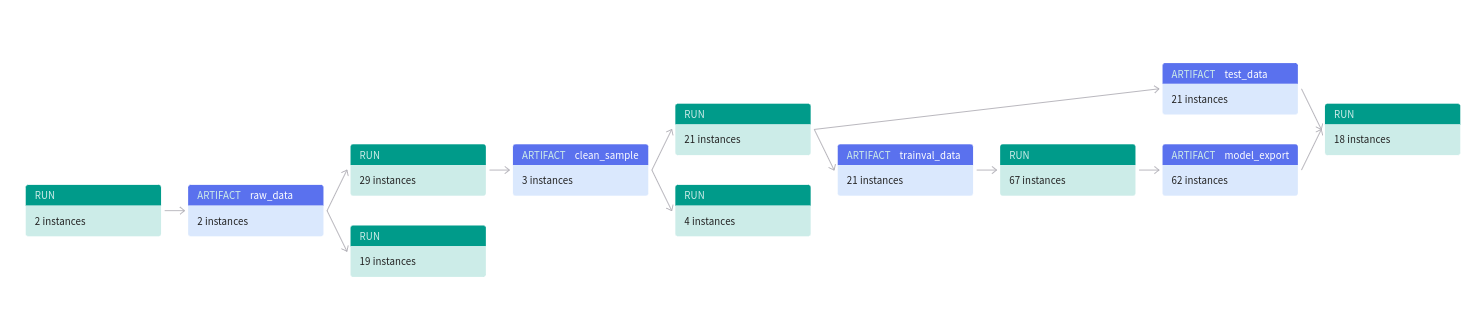 RUN
2 instances
ARTIFACT raw_data
2 instances
RUN
29 instances
RUN
19 instances
ARTIFACT clean_sample
3 instances
RUN
21 instances
RUN
4 instances
ARTIFACT trainval_data
21 instances
RUN
67 instances
ARTIFACT test_data
21 instances
ARTIFACT model_export
62 instances
RUN
18 instances